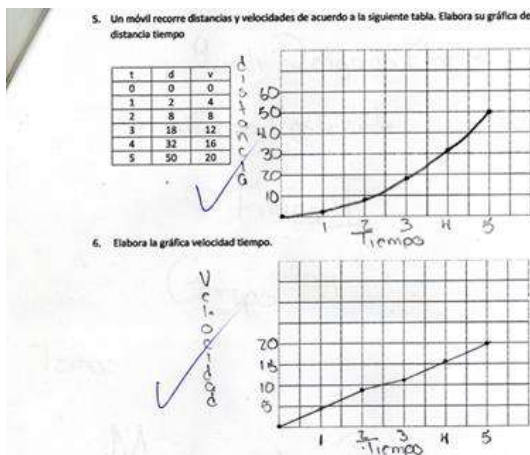 5. Un móvil recorre distancias y velocidades de acuerdo a la siguiente tabla. Elabora su gráfica de
distancia tiempo
t d v
0 0 0
1 2 4
2 8 8
3 18 12
4 32 16
5 50 20
distancia
60
50
40
30
20
10
1 2 3 4 5
Tiempo
6. Elabora la gráfica velocidad tiempo.
Velocidad
20
15
10
5
1 2 3 4 5
Tiempo